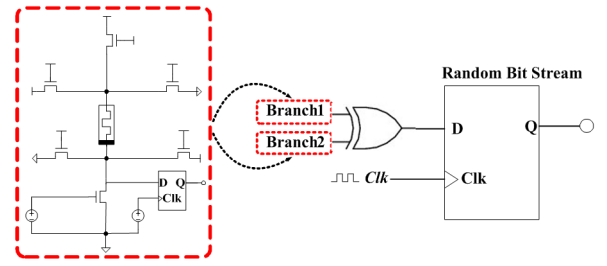 Random Bit Stream
Branch1
Branch2
D
Q
Clk
Clk
D
Q
Clk